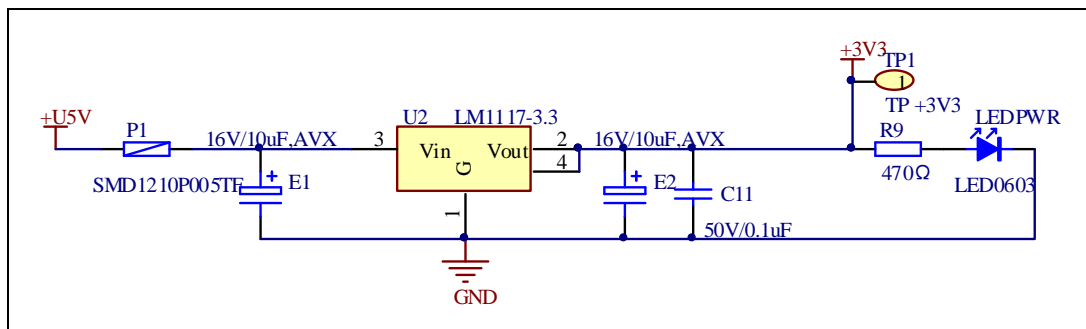 +3V3
TP1
1
TP +3V3
+U5V
P1
16V/10uF,AVX
SMD1210P005TF
E1
U2
LM1117-3.3
3
Vin
G
Vout
2
4
1
16V/10uF,AVX
E2
C11
50V/0.1uF
R9
470Ω
LEDPWR
LED0603
GND